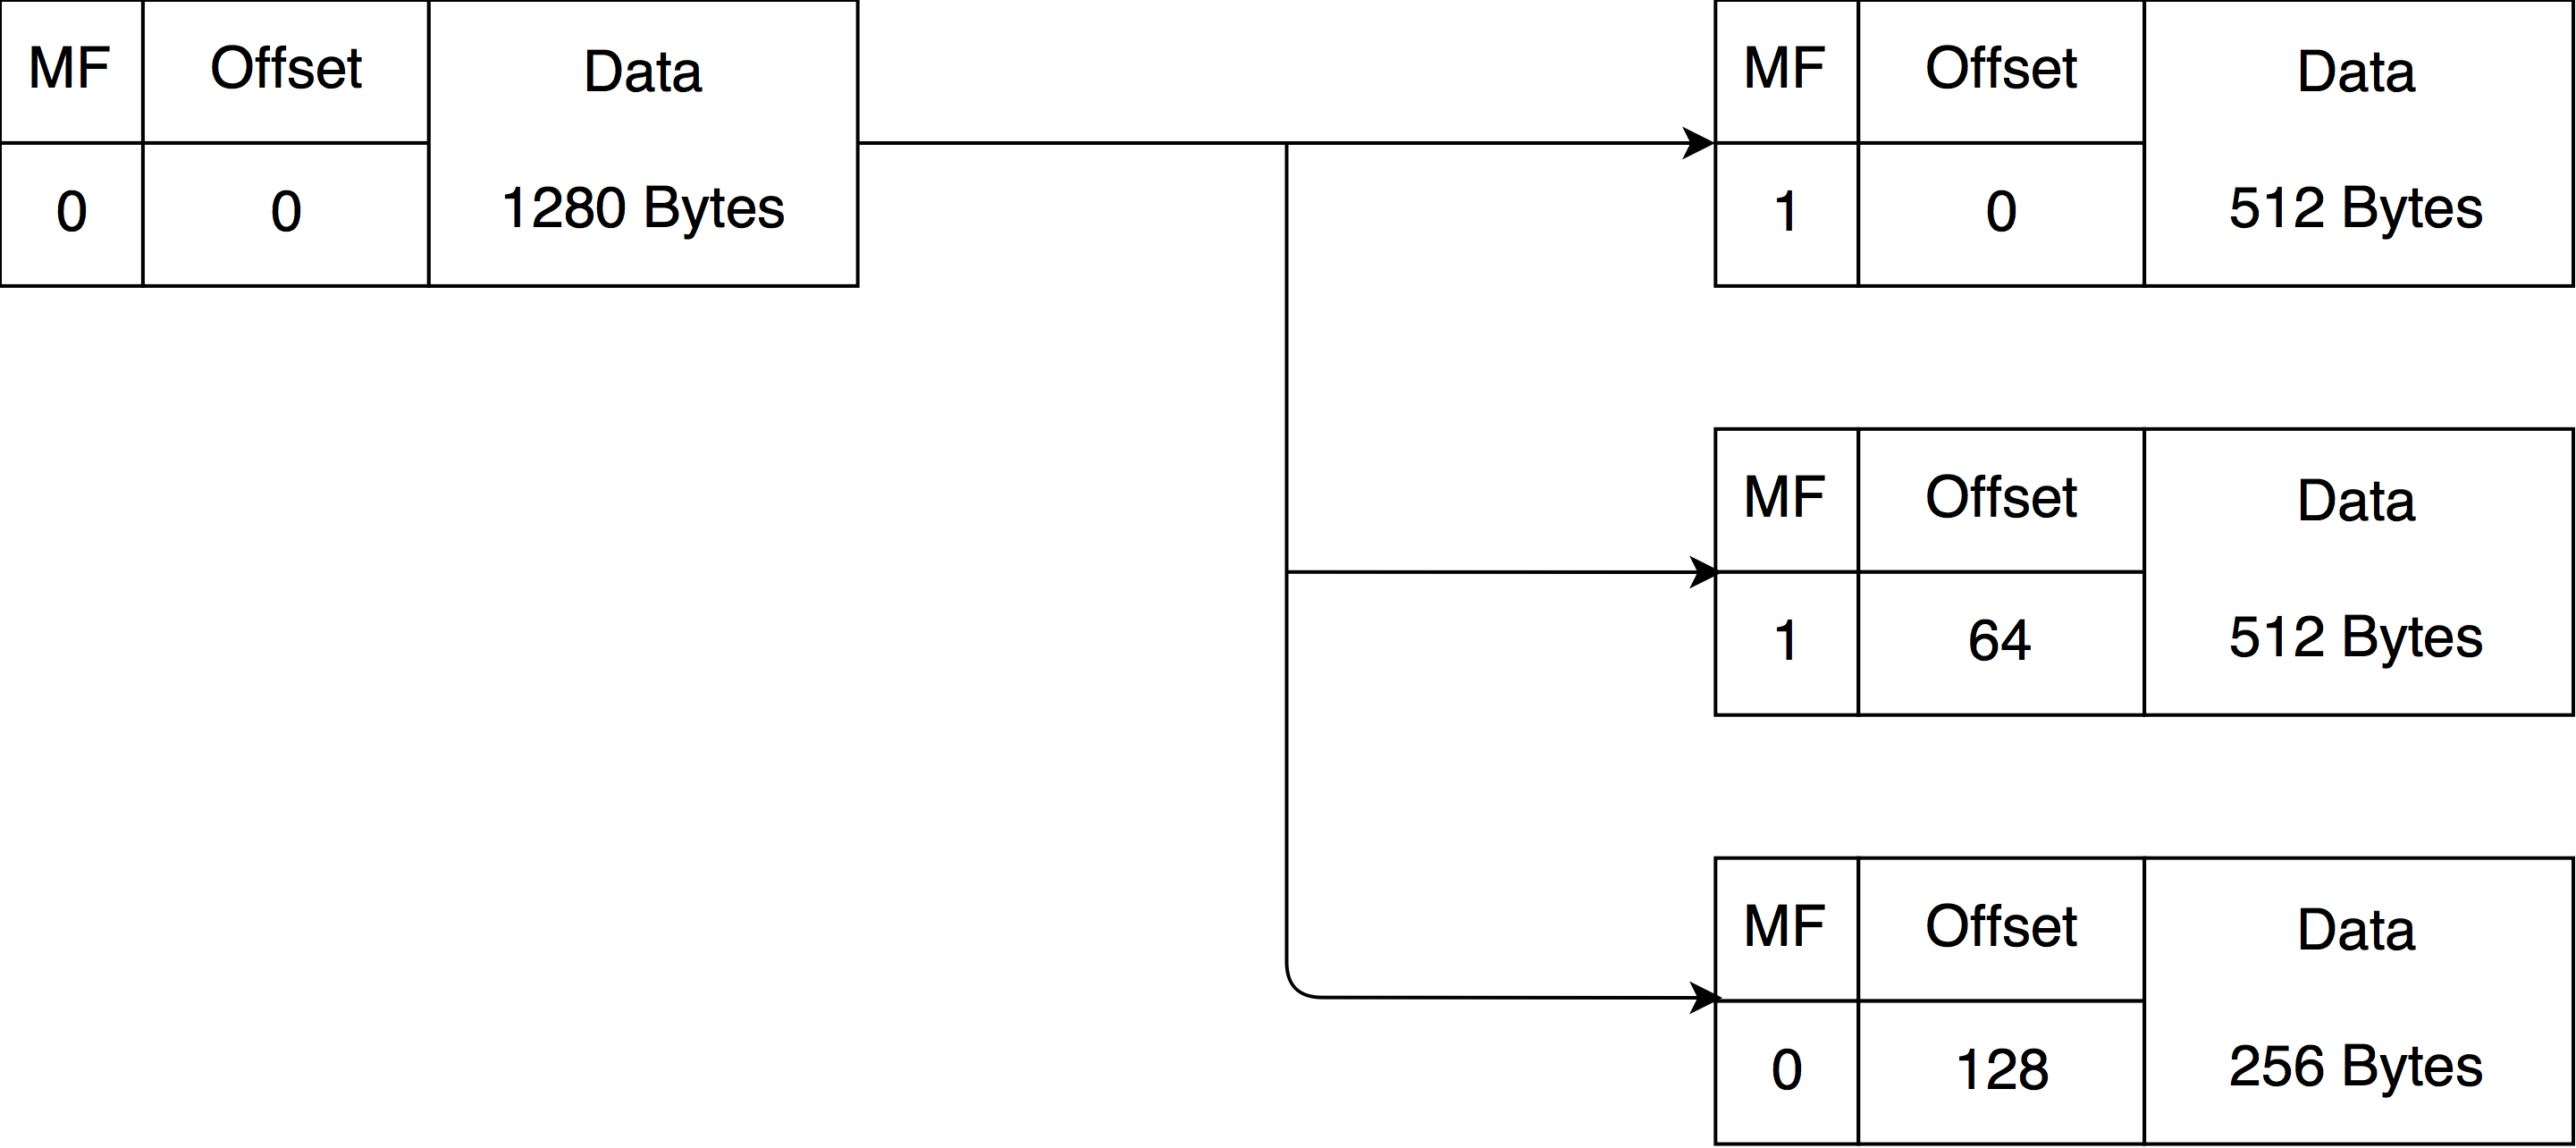 MF Offset Data
0 0 1280 Bytes
MF Offset Data
1 0 512 Bytes
MF Offset Data
1 64 512 Bytes
MF Offset Data
0 128 256 Bytes